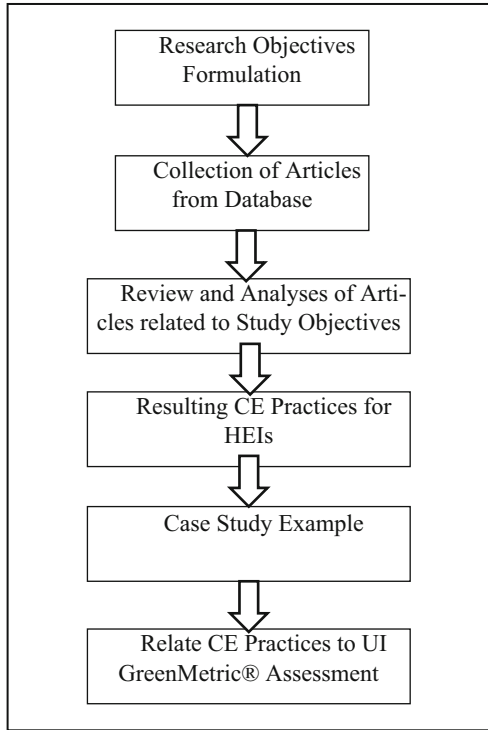 Research Objectives
Formulation
Collection of Articles
from Database
Review and Analyses of Arti-
cles related to Study Objectives
Resulting CE Practices for
HEIs
Case Study Example
Relate CE Practices to UI
GreenMetric® Assessment